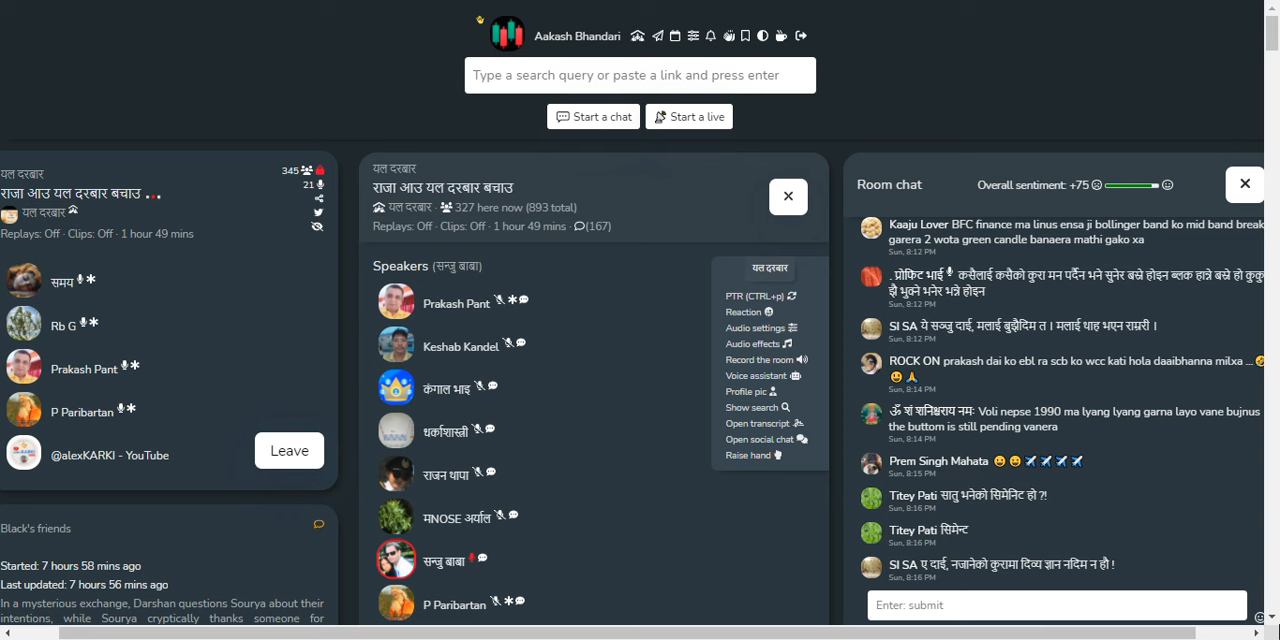 Aakash Bhandari
Type a search query or paste a link and press enter
Start a chat
Start a live
यल दरबार
राजा आउ यल दरबार बचाउ ...
यल दरबार
Replays: Off · Clips: Off · 1 hour 49 mins
345
21
समय
Rb G
Prakash Pant
P Paribartan
@alexKARKI - YouTube
Leave
Black's friends
Started: 7 hours 58 mins ago
Last updated: 7 hours 56 mins ago
In a mysterious exchange, Darshan questions Sourya about their
intentions, while Sourya cryptically thanks someone for
यल दरबार
राजा आउ यल दरबार बचाउ
यल दरबार · 327 here now (893 total)
Replays: Off · Clips: Off · 1 hour 49 mins · (167)
Speakers (सन्जु बाबा)
Prakash Pant
Keshab Kandel
कंगाल भाइ
धर्काशास्त्री
राजन थापा
मNOSE अर्याल
सन्जु बाबा
P Paribartan
यल दरबार
PTR (CTRL+p)
Reaction
Audio settings
Audio effects
Record the room
Voice assistant
Profile pic
Show search
Open transcript
Open social chat
Raise hand
Room chat
Overall sentiment: +75
Kaaju Lover BFC finance ma linus ensa ji bollinger band ko mid band break
garera 2 wota green candle banaera mathi gako xa
Sun, 8:12 PM
. प्रोफिट भाई कसैलाई कसैको कुरा मन पर्दैन भने सुनेर बस्ने होइन ब्लक हान्ने बस्ने हो कुकु
झै भुक्ने भनेर भन्ने होइन
Sun, 8:12 PM
SI SA ये सञ्जु दाई, मलाई बुझैदिम त । मलाई थाह भएन राम्ररी ।
Sun, 8:12 PM
ROCK ON prakash dai ko ebl ra scb ko wcc kati hola daaibhanna milxa ... 🤣
😀🙏
Sun, 8:14 PM
ॐ शं शनिश्चराय नमः Voli nepse 1990 ma lyang lyang garna layo vane bujnus
the buttom is still pending vanera
Sun, 8:14 PM
Prem Singh Mahata 😀😀✈️✈️✈️✈️
Sun, 8:15 PM
Titey Pati सातु भनेको सिमेनिट हो ?!
Sun, 8:16 PM
Titey Pati सिमेन्ट
Sun, 8:16 PM
SI SA ए दाई, नजानेको कुरामा दिव्य ज्ञान नदिम न हौ !
Sun, 8:16 PM
Enter: submit